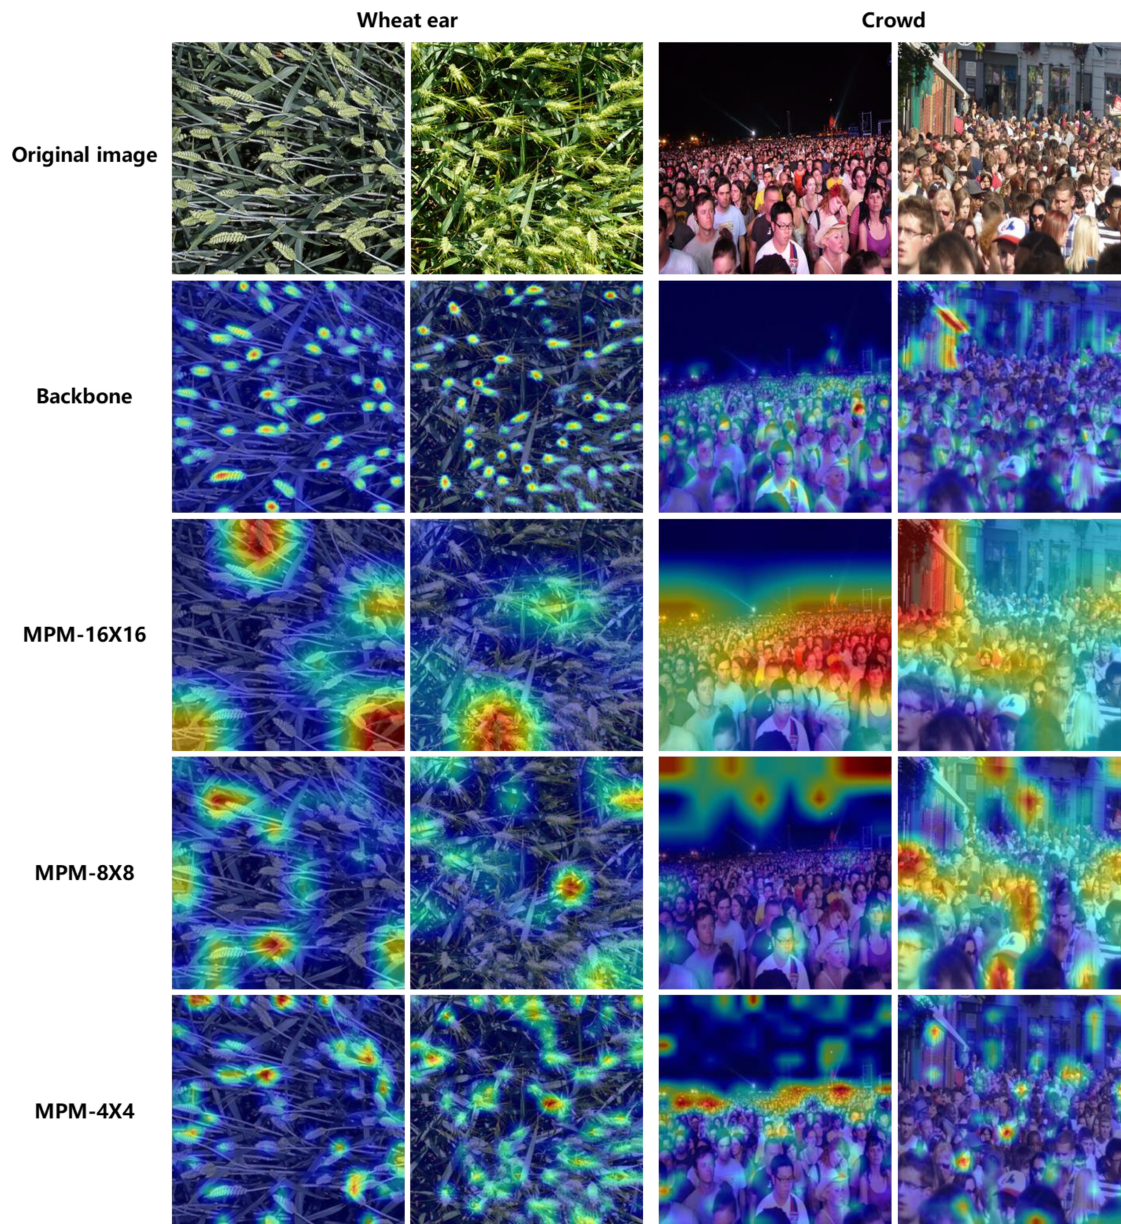 Wheat ear
Crowd
Original image
Backbone
MPM-16X16
MPM-8X8
MPM-4X4